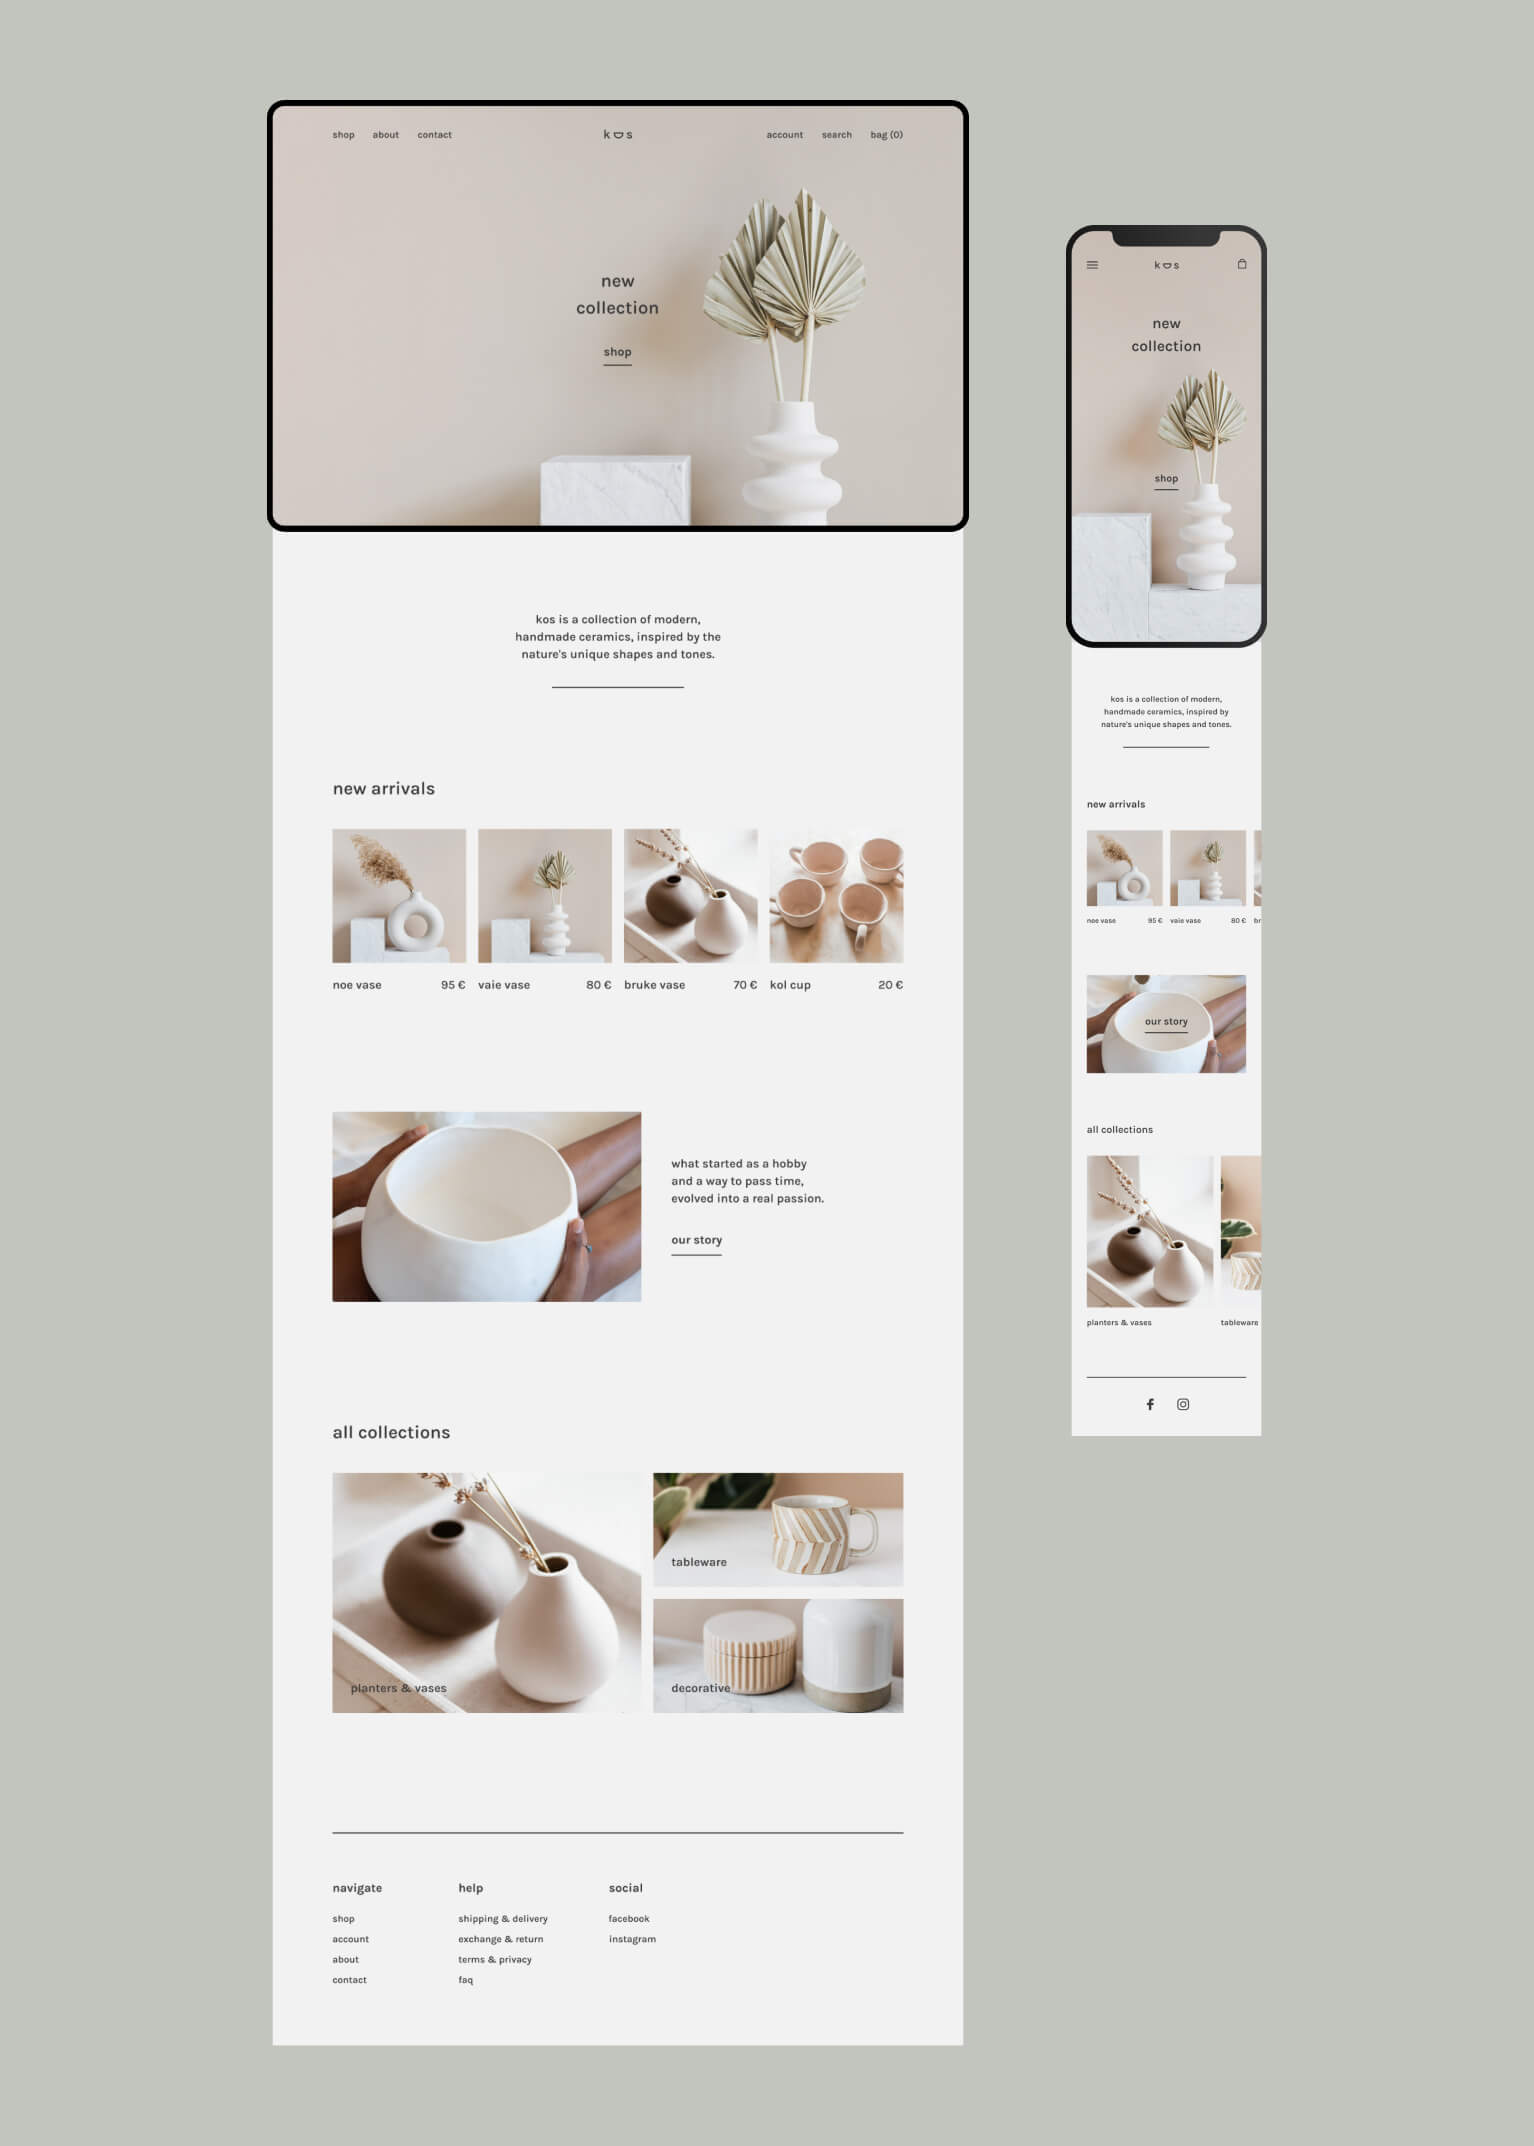 shop about contact
kos
account search bag (0)
new
collection
shop
kos is a collection of modern,
handmade ceramics, inspired by the
nature's unique shapes and tones.
new arrivals
noe vase 95 €
vaie vase 80 €
bruke vase 70 €
kol cup 20 €
what started as a hobby
and a way to pass time,
evolved into a real passion.
our story
all collections
planters & vases
tableware
decorative
navigate
shop
account
about
contact
help
shipping & delivery
exchange & return
terms & privacy
faq
social
facebook
instagram
kos
new
collection
shop
kos is a collection of modern,
handmade ceramics, inspired by
nature's unique shapes and tones.
new arrivals
noe vase 95 €
vaie vase 80 €
br
our story
all collections
planters & vases
tableware